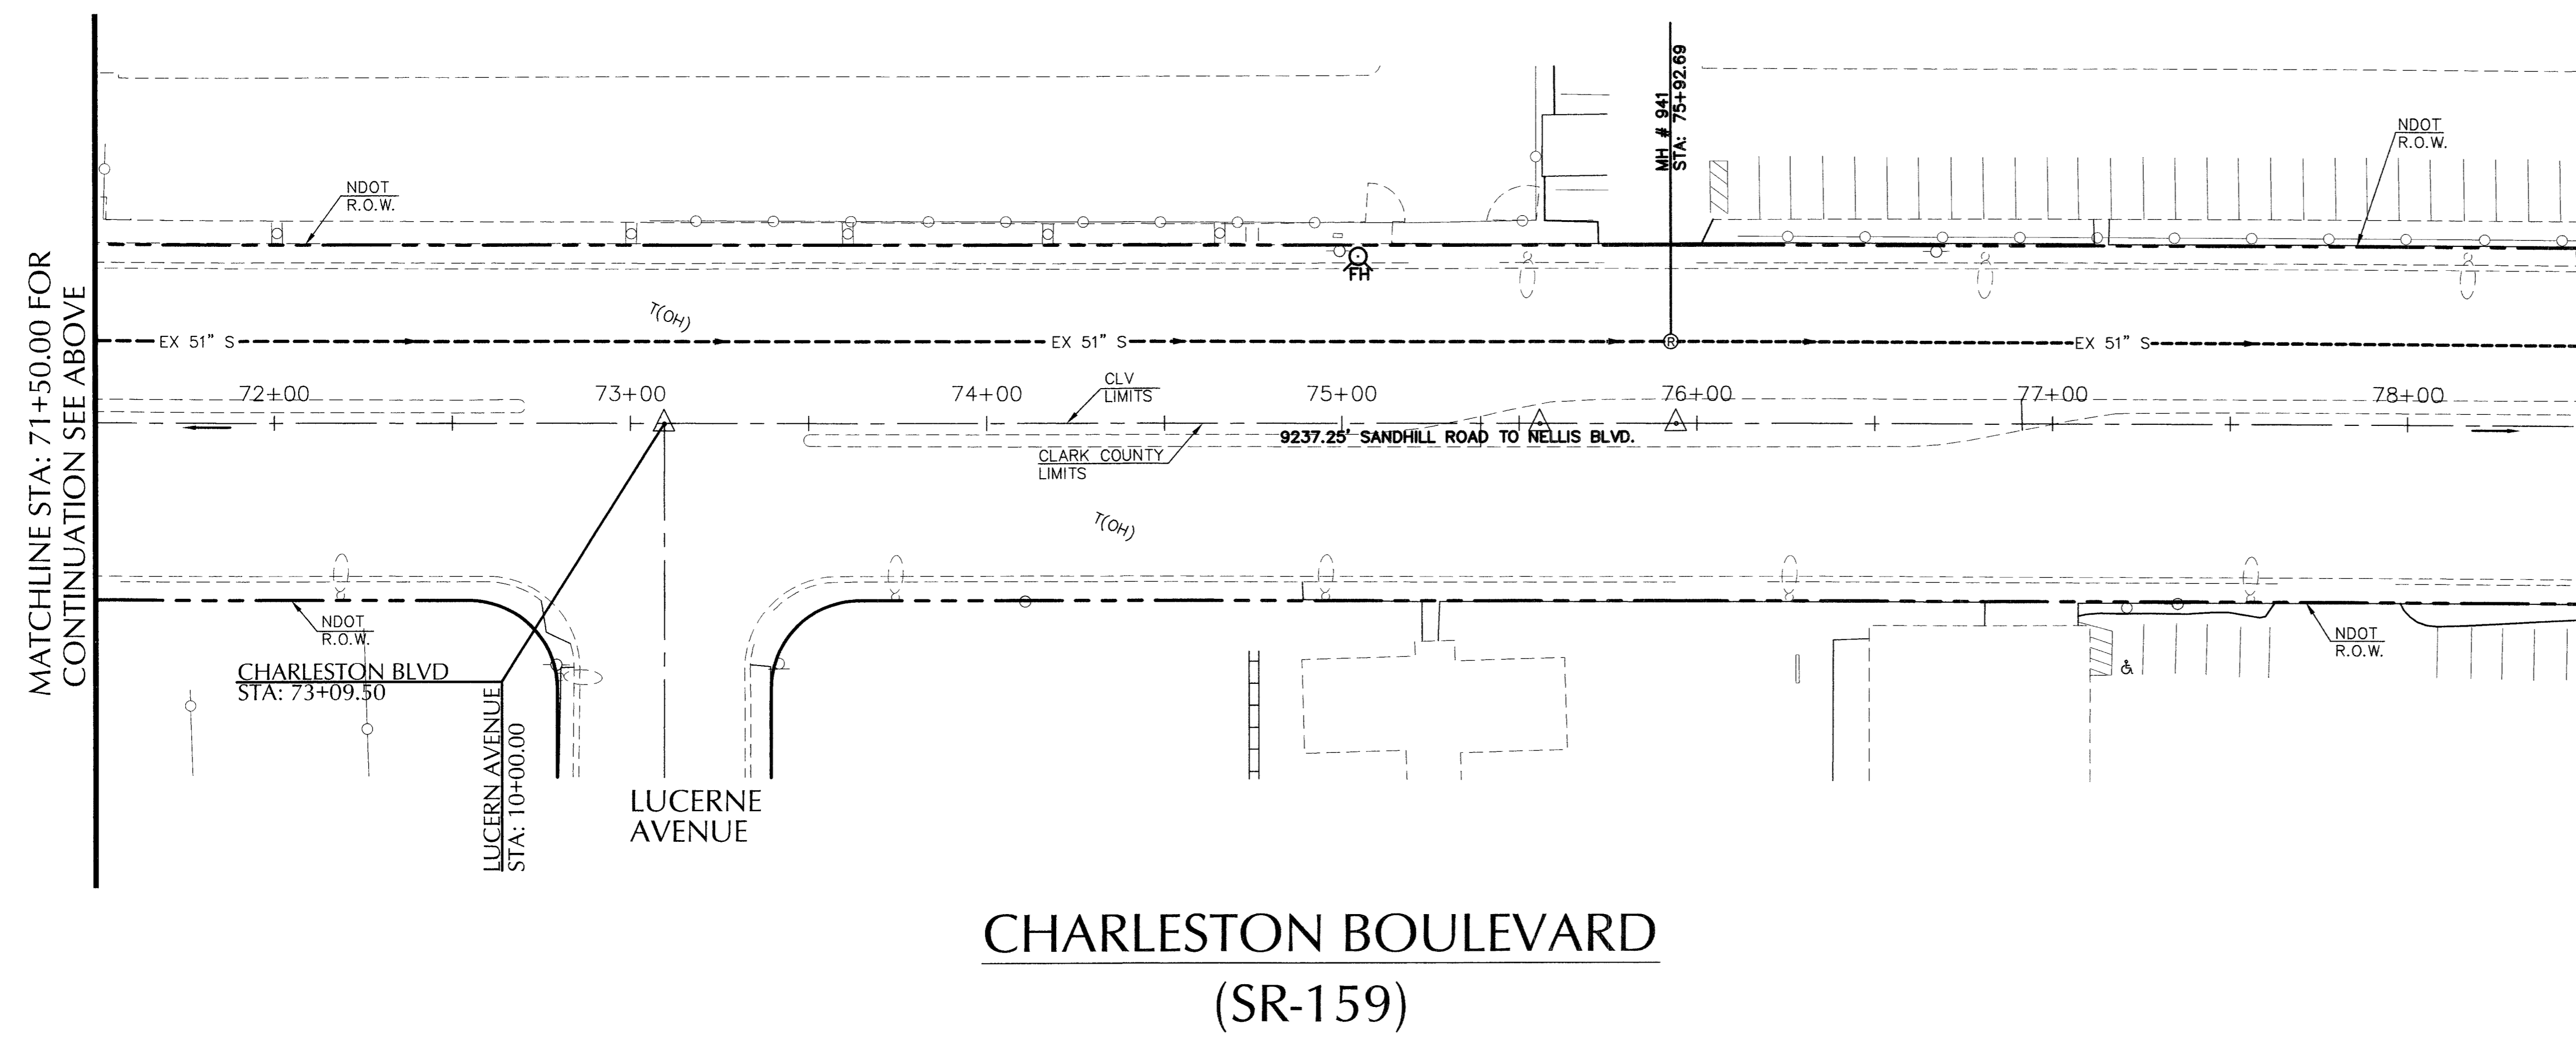 MATCHLINE STA: 71+50.00 FOR
CONTINUATION SEE ABOVE
MH # 941
STA: 75+92.69
NDOT
R.O.W.
NDOT
R.O.W.
FH
T(OH)
EX 51" S
EX 51" S
R
EX 51" S
72+00
73+00
74+00
CLV
LIMITS
75+00
76+00
77+00
78+00
9237.25' SANDHILL ROAD TO NELLIS BLVD.
CLARK COUNTY
LIMITS
T(OH)
NDOT
R.O.W.
NDOT
R.O.W.
CHARLESTON BLVD
STA: 73+09.50
LUCERN AVENUE
STA: 10+00.00
LUCERNE
AVENUE
CHARLESTON BOULEVARD
(SR-159)